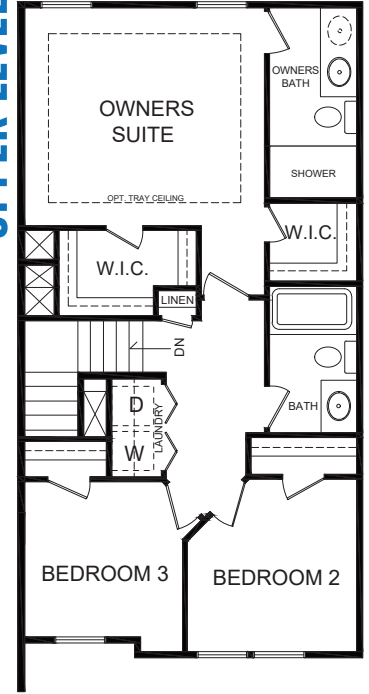 UPPER LEVEL
OWNERS
SUITE
OPT. TRAY CEILING
OWNERS
BATH
SHOWER
W.I.C.
W.I.C.
LINEN
DN
D
W
LAUNDRY
BATH
BEDROOM 3
BEDROOM 2